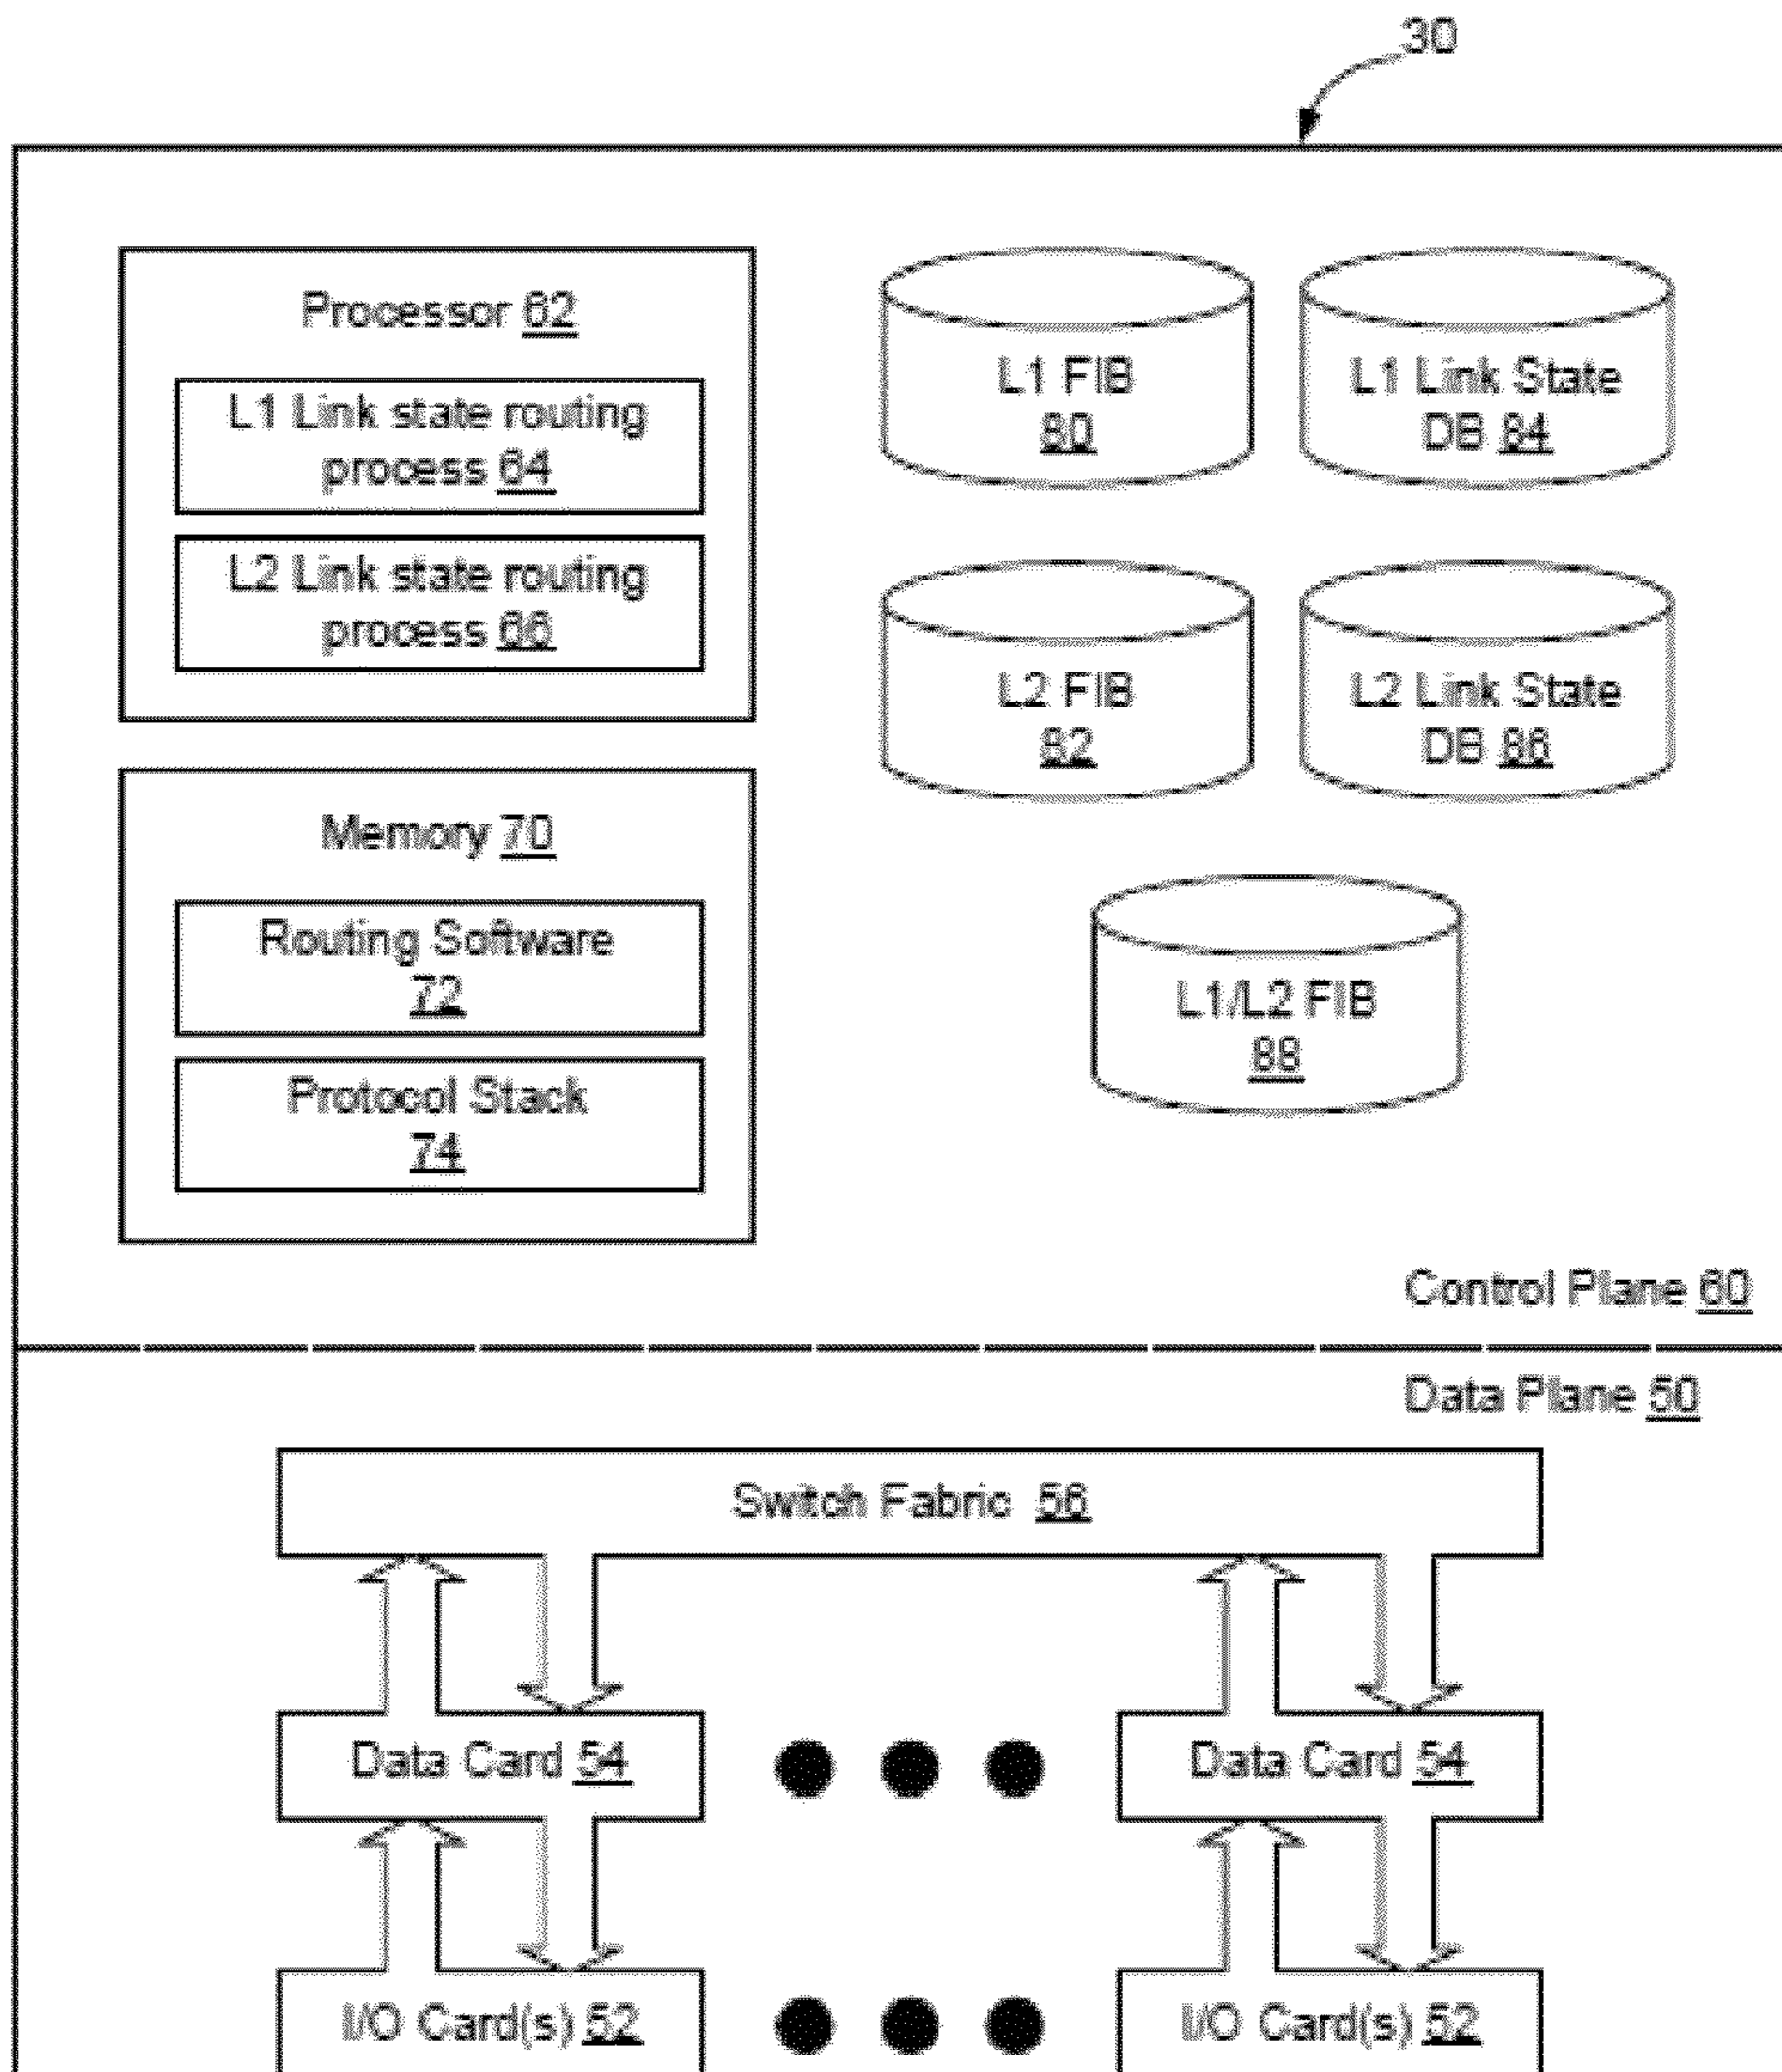 30
Processor 62
L1 Link state routing
process 64
L2 Link state routing
process 66
L1 FIB
80
L1 Link State
DB 84
L2 FIB
82
L2 Link State
DB 86
Memory 70
Routing Software
72
Protocol Stack
74
L1/L2 FIB
88
Control Plane 60
Data Plane 50
Switch Fabric 56
Data Card 54
Data Card 54
I/O Card(s) 52
I/O Card(s) 52